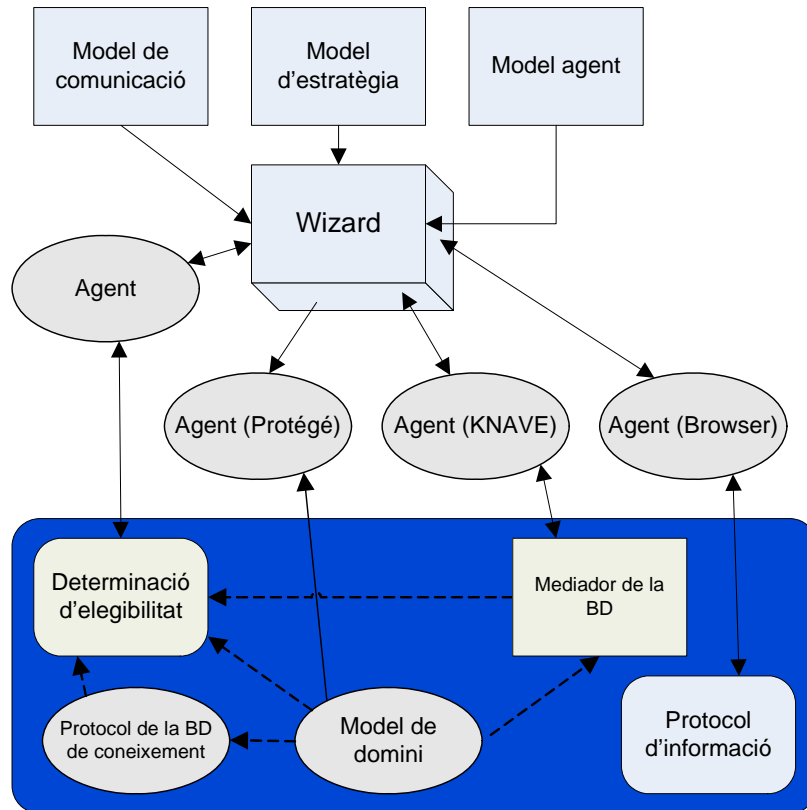 Model de
comunicació
Model
d'estratègia
Model agent
Wizard
Agent
Agent (Protégé)
Agent (KNAVE)
Agent (Browser)
Determinació
d'elegibilitat
Mediador de la
BD
Protocol de la BD
de coneixement
Model de
domini
Protocol
d'informació